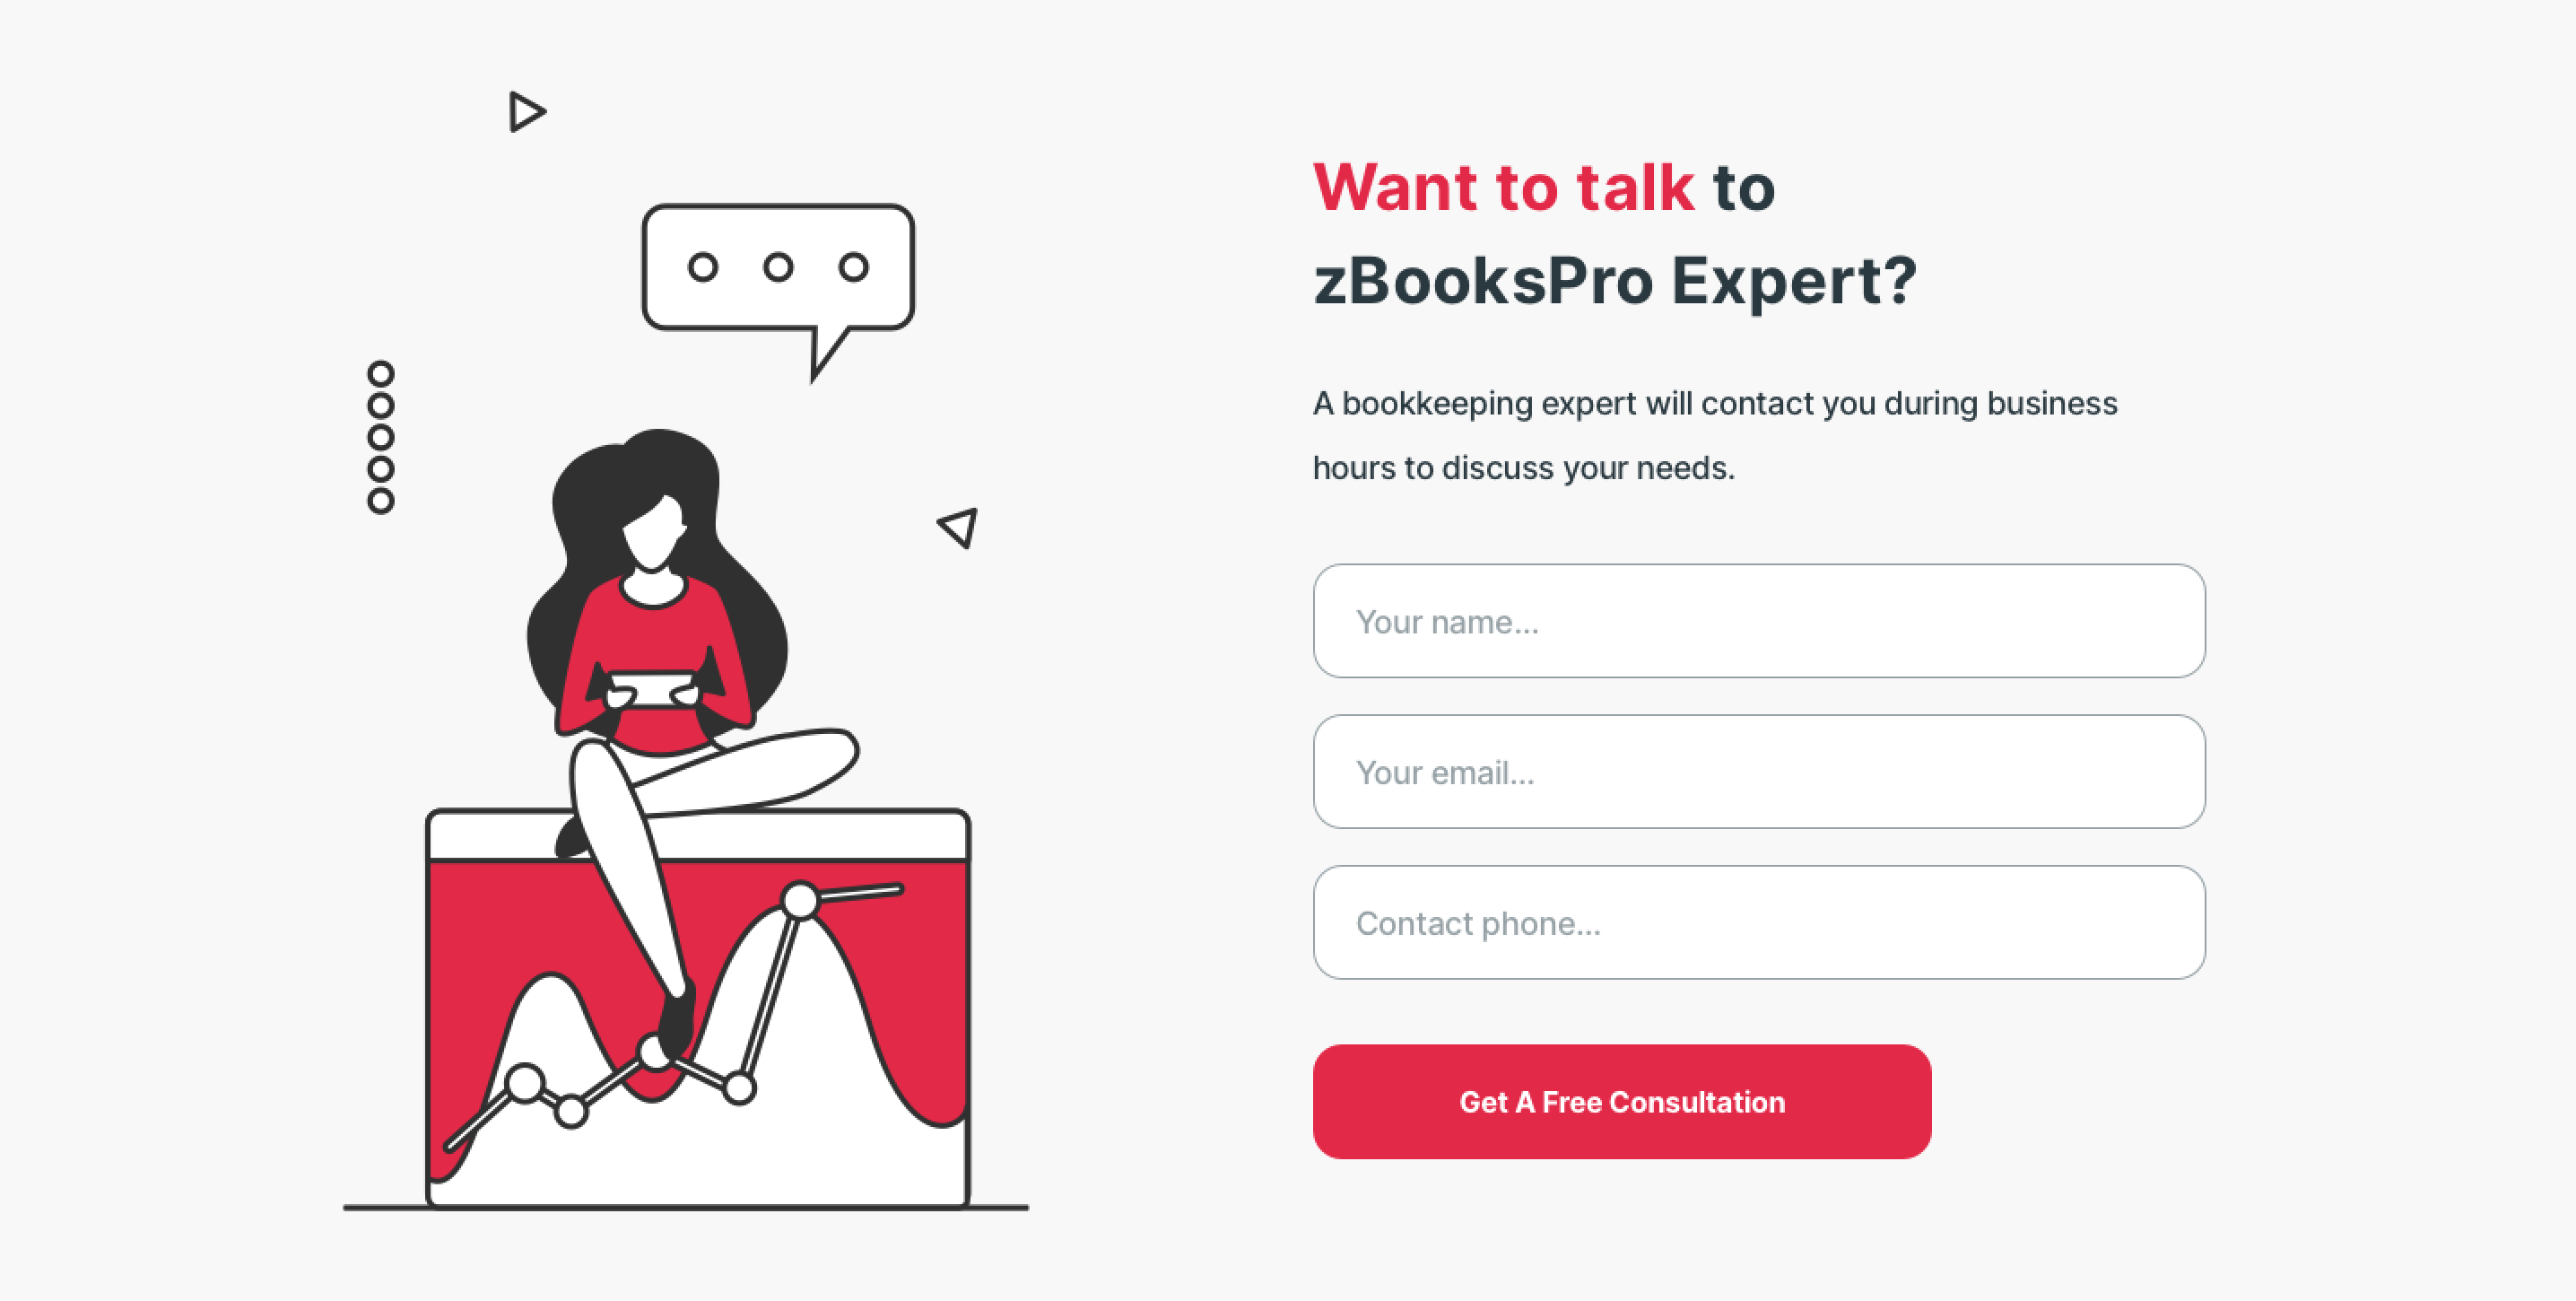 Want to talk to
zBooksPro Expert?
A bookkeeping expert will contact you during business
hours to discuss your needs.
Your name...
Your email...
Contact phone...
Get A Free Consultation